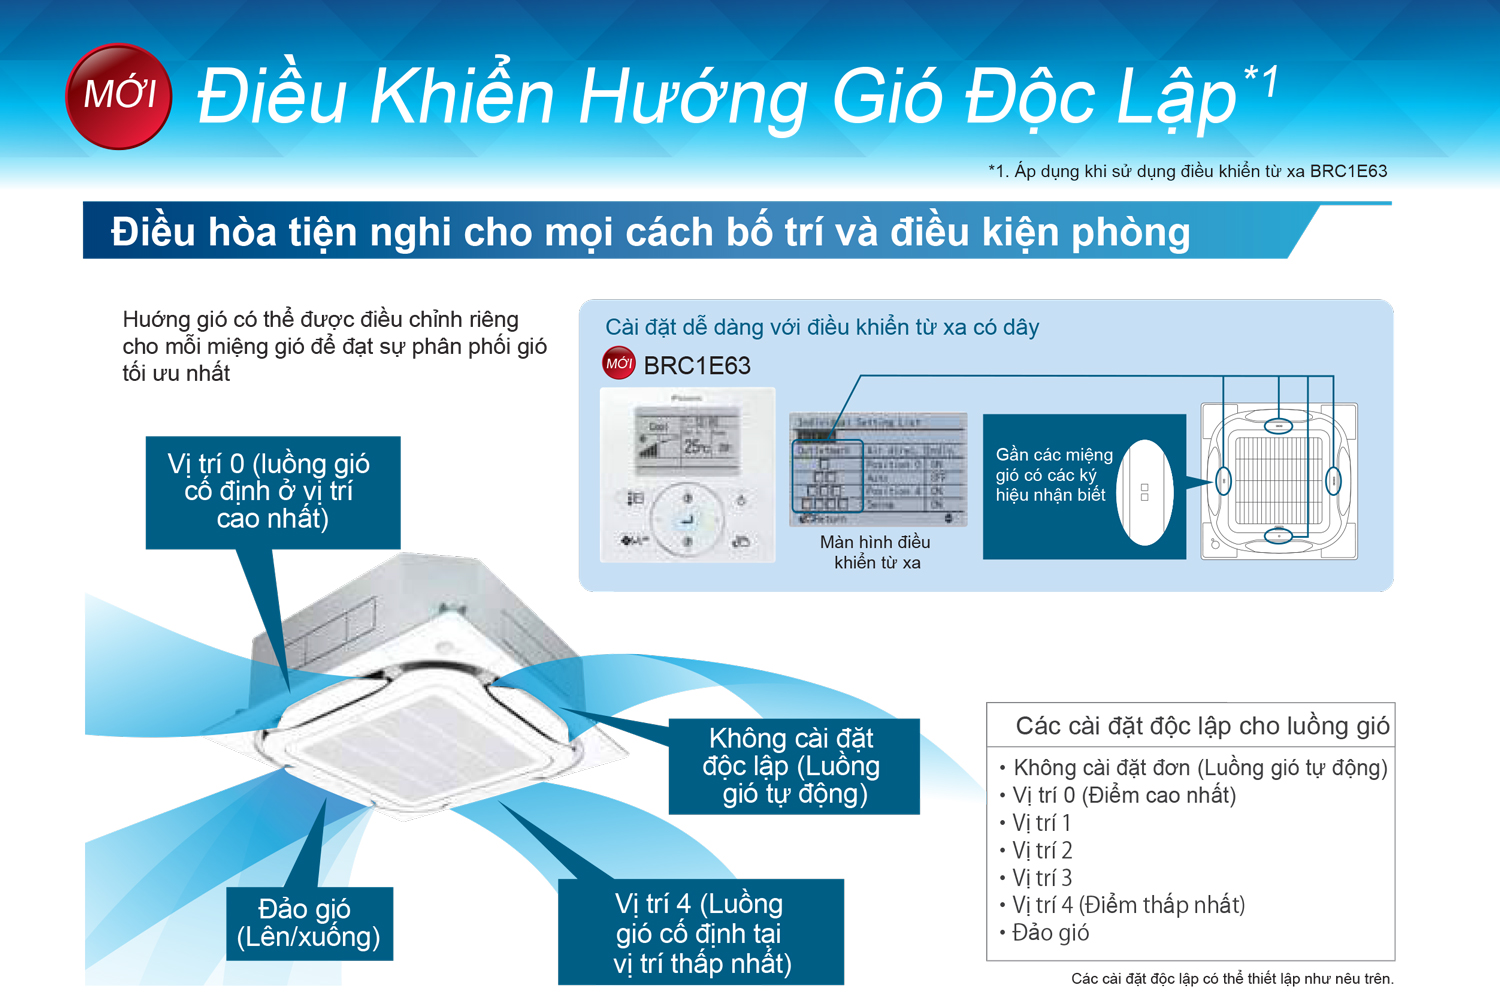 MỚI
Điều Khiển Hướng Gió Độc Lập*1
*1. Áp dụng khi sử dụng điều khiển từ xa BRC1E63
Điều hòa tiện nghi cho mọi cách bố trí và điều kiện phòng
Huớng gió có thể được điều chỉnh riêng
cho mỗi miệng gió để đạt sự phân phối gió
tối ưu nhất
Cài đặt dễ dàng với điều khiển từ xa có dây
MỚI
BRC1E63
Cool
25°C
Individual Setting List
Position 0 ON
Auto OFF
Position 4 ON
Swing ON
Return
Màn hình điều
khiển từ xa
Gần các miệng
gió có các ký
hiệu nhận biết
Vị trí 0 (luồng gió
cố định ở vị trí
cao nhất)
Không cài đặt
độc lập (Luồng
gió tự động)
Đảo gió
(Lên/xuống)
Vị trí 4 (Luồng
gió cố định tại
vị trí thấp nhất)
Các cài đặt độc lập cho luồng gió
• Không cài đặt đơn (Luồng gió tự động)
• Vị trí 0 (Điểm cao nhất)
• Vị trí 1
• Vị trí 2
• Vị trí 3
• Vị trí 4 (Điểm thấp nhất)
• Đảo gió
Các cài đặt độc lập có thể thiết lập như nêu trên.